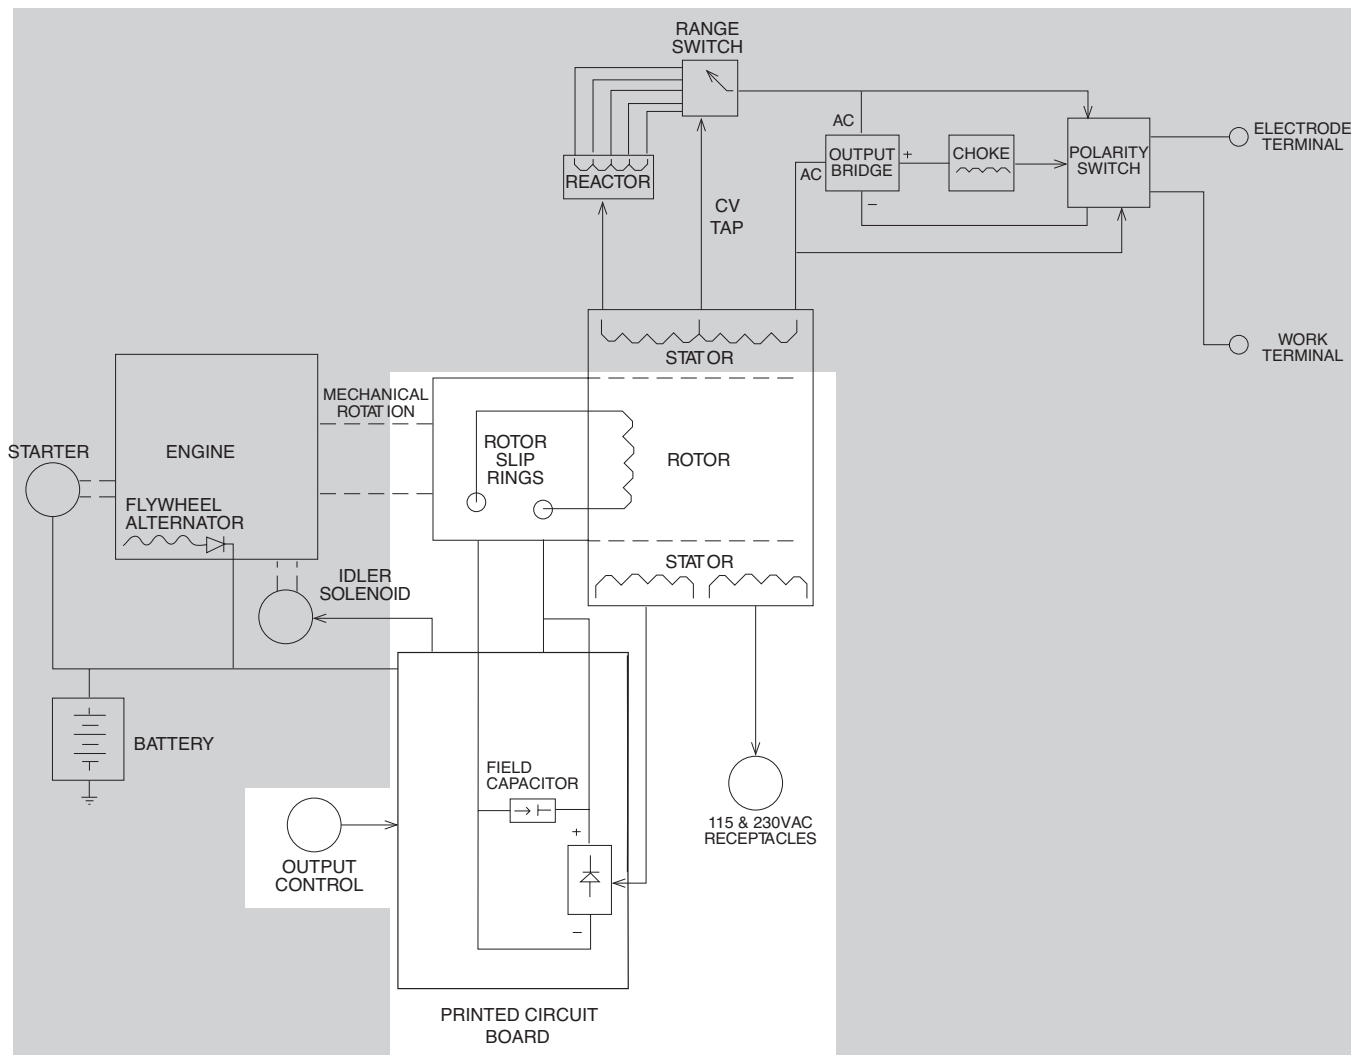 RANGE
SWITCH
AC
ELECTRODE
TERMINAL
OUTPUT
BRIDGE
+
CHOKE
POLARITY
SWITCH
AC
REACTOR
–
CV
TAP
WORK
TERMINAL
STATOR
MECHANICAL
ROTATION
STARTER
ENGINE
ROTOR
SLIP
RINGS
ROTOR
FLYWHEEL
ALTERNATOR
STATOR
IDLER
SOLENOID
BATTERY
FIELD
CAPACITOR
+
115 & 230VAC
RECEPTACLES
OUTPUT
CONTROL
–
PRINTED CIRCUIT
BOARD